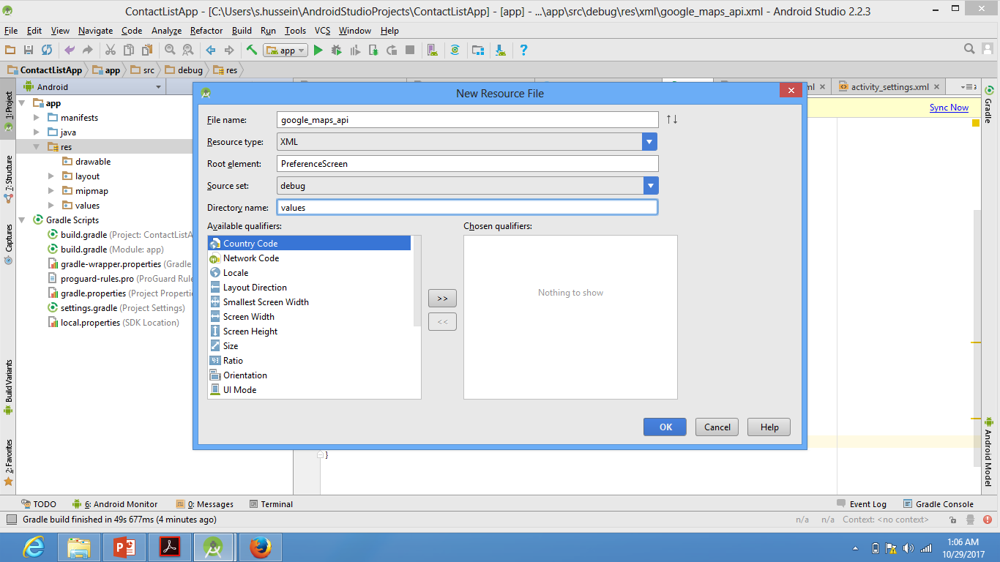 ContactListApp - [C:\Users\s.hussein\AndroidStudioProjects\ContactListApp] - [app] - ...\app\src\debug\res\xml\google_maps_api.xml - Android Studio 2.2.3
File Edit View Navigate Code Analyze Refactor Build Run Tools VCS Window Help
app
ContactListApp app src debug res
Android
ml activity_settings.xml 3
New Resource File
Sync Now
1: Project
7: Structure
Captures
Build Variants
2: Favorites
Gradle
Android Model
app
manifests
java
res
drawable
layout
mipmap
values
Gradle Scripts
build.gradle (Project: ContactListA
build.gradle (Module: app)
gradle-wrapper.properties (Gradle
proguard-rules.pro (ProGuard Rule
gradle.properties (Project Properti
settings.gradle (Project Settings)
local.properties (SDK Location)
File name: google_maps_api
Resource type: XML
Root element: PreferenceScreen
Source set: debug
Directory name: values
Available qualifiers: Chosen qualifiers:
Country Code
Network Code
Locale
Layout Direction
Smallest Screen Width
Screen Width
Screen Height
Size
Ratio
Orientation
UI Mode
>>
<<
Nothing to show
OK Cancel Help
}
TODO 6: Android Monitor 0: Messages Terminal Event Log Gradle Console
Gradle build finished in 49s 677ms (4 minutes ago) n/a n/a Context: <no context>
1:06 AM
10/29/2017